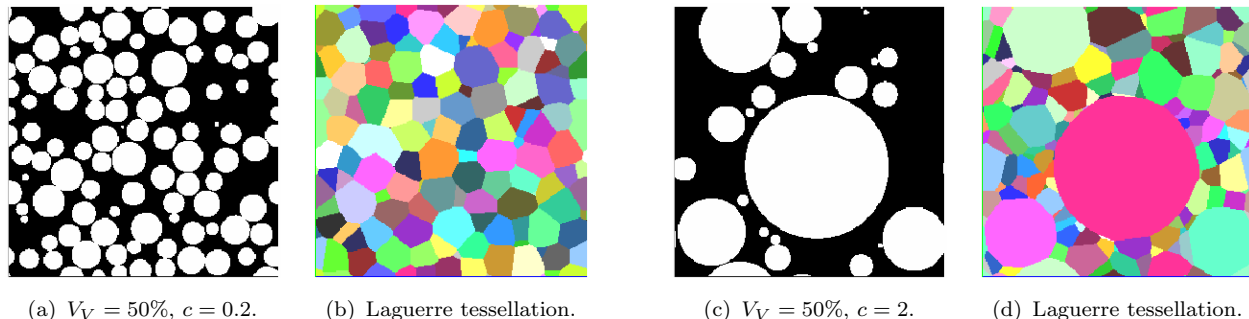 (a) V_V = 50%, c = 0.2.
(b) Laguerre tessellation.
(c) V_V = 50%, c = 2.
(d) Laguerre tessellation.